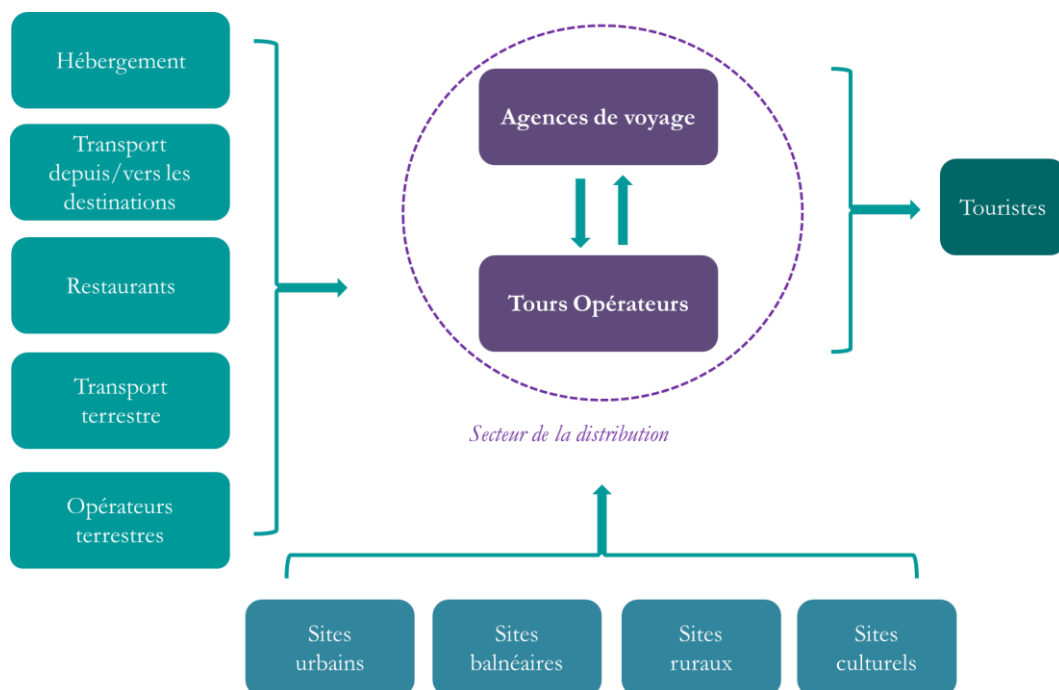 Hébergement
Transport
depuis/vers les
destinations
Restaurants
Transport
terrestre
Opérateurs
terrestres
Agences de voyage
Tours Opérateurs
Secteur de la distribution
Touristes
Sites
urbains
Sites
balnéaires
Sites
ruraux
Sites
culturels